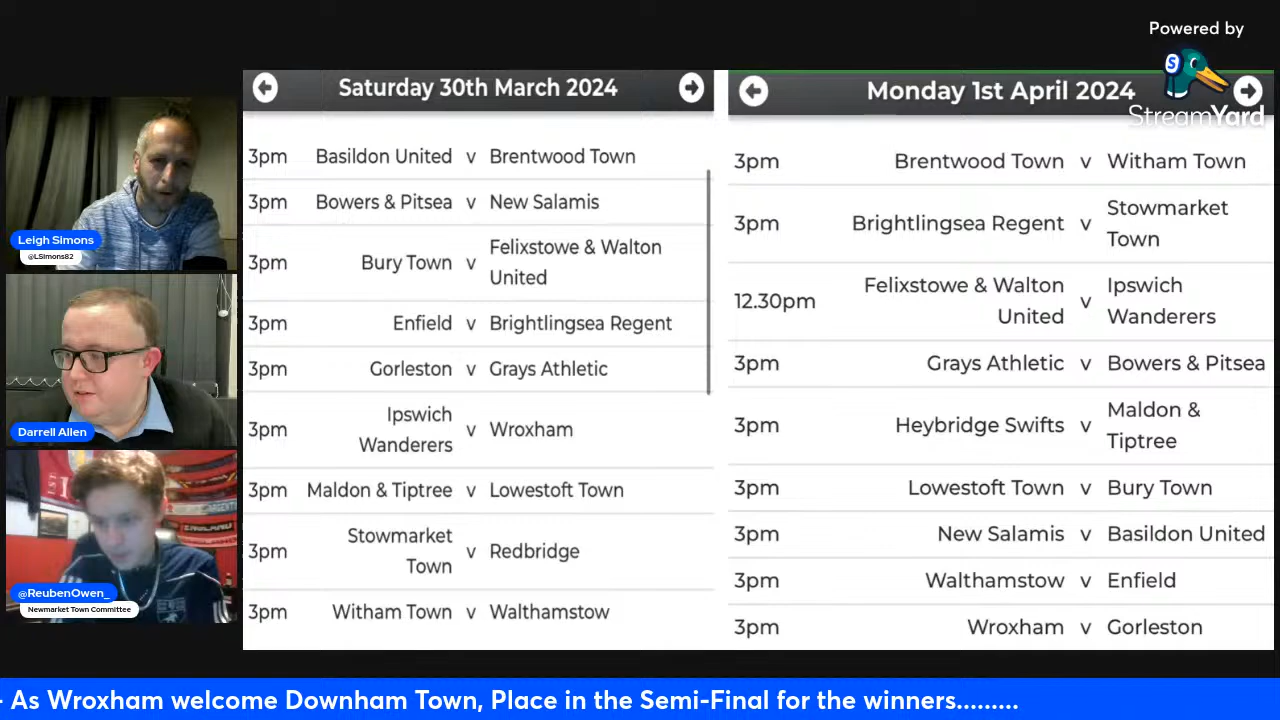 Powered by
StreamYard
Saturday 30th March 2024
3pm Basildon United v Brentwood Town
3pm Bowers & Pitsea v New Salamis
3pm Bury Town v Felixstowe & Walton
United
3pm Enfield v Brightlingsea Regent
3pm Gorleston v Grays Athletic
3pm Ipswich
Wanderers v Wroxham
3pm Maldon & Tiptree v Lowestoft Town
3pm Stowmarket
Town v Redbridge
3pm Witham Town v Walthamstow
Monday 1st April 2024
3pm Brentwood Town v Witham Town
3pm Brightlingsea Regent v Stowmarket
Town
12.30pm Felixstowe & Walton
United v Ipswich
Wanderers
3pm Grays Athletic v Bowers & Pitsea
3pm Heybridge Swifts v Maldon &
Tiptree
3pm Lowestoft Town v Bury Town
3pm New Salamis v Basildon United
3pm Walthamstow v Enfield
3pm Wroxham v Gorleston
Leigh Simons
@LSimons82
Darrell Allen
ENGLAND
@ReubenOwen_
Newmarket Town Committee
- As Wroxham welcome Downham Town, Place in the Semi-Final for the winners.........